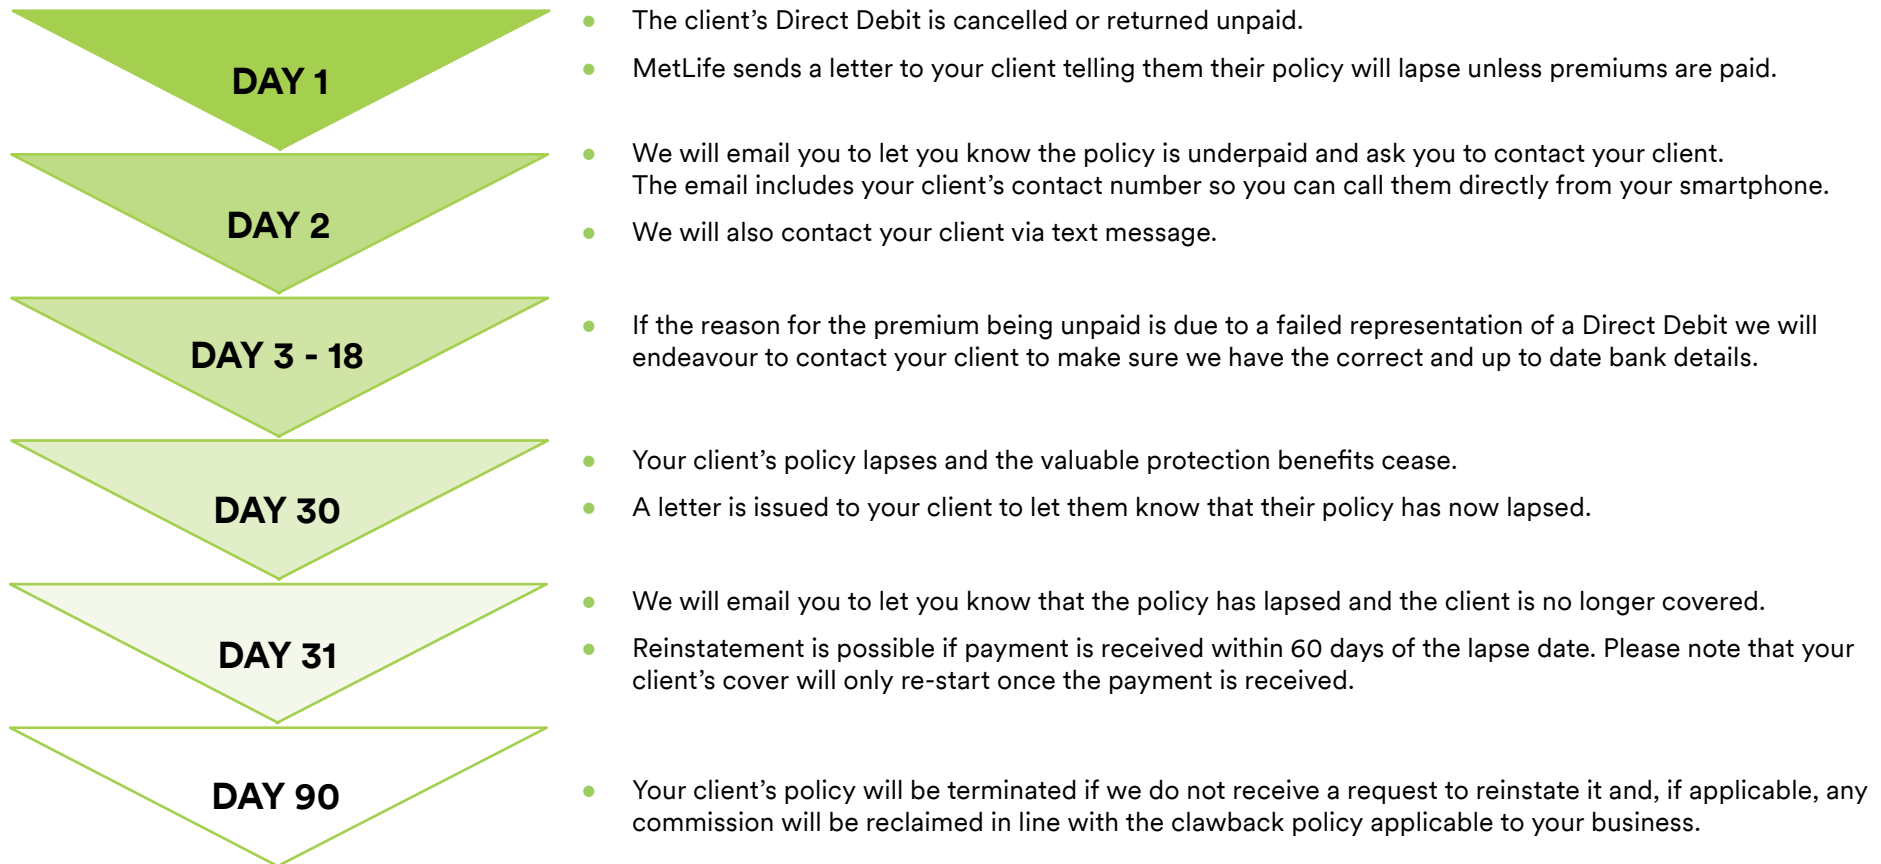 DAY 1
• The client’s Direct Debit is cancelled or returned unpaid.
• MetLife sends a letter to your client telling them their policy will lapse unless premiums are paid.
DAY 2
• We will email you to let you know the policy is underpaid and ask you to contact your client.
The email includes your client’s contact number so you can call them directly from your smartphone.
• We will also contact your client via text message.
DAY 3 - 18
• If the reason for the premium being unpaid is due to a failed representation of a Direct Debit we will
endeavour to contact your client to make sure we have the correct and up to date bank details.
DAY 30
• Your client’s policy lapses and the valuable protection benefits cease.
• A letter is issued to your client to let them know that their policy has now lapsed.
DAY 31
• We will email you to let you know that the policy has lapsed and the client is no longer covered.
• Reinstatement is possible if payment is received within 60 days of the lapse date. Please note that your
client’s cover will only re-start once the payment is received.
DAY 90
• Your client’s policy will be terminated if we do not receive a request to reinstate it and, if applicable, any
commission will be reclaimed in line with the clawback policy applicable to your business.